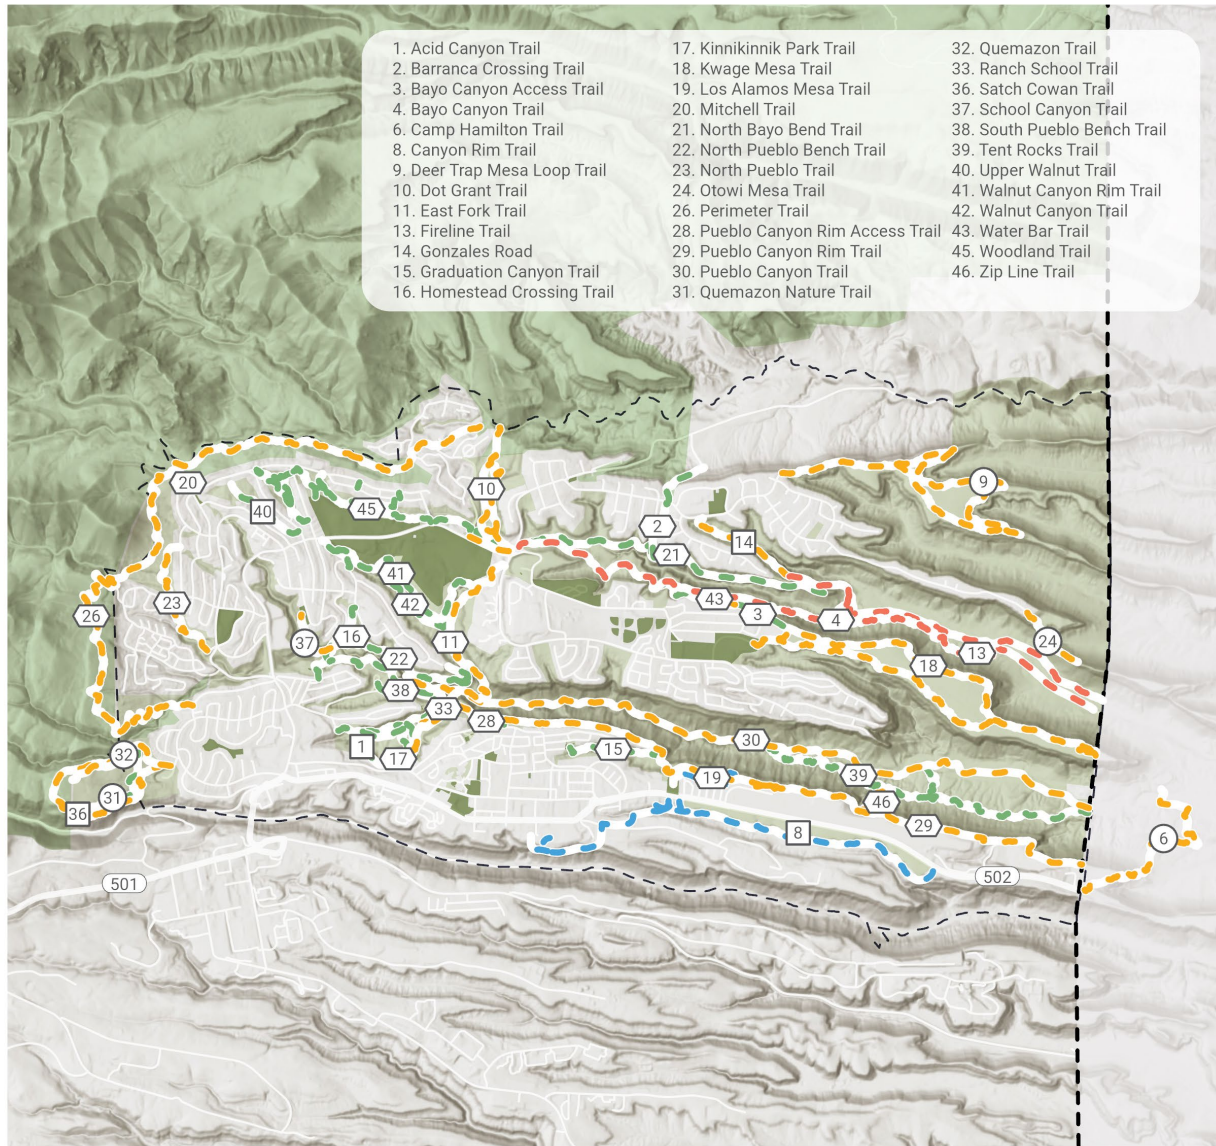 1. Acid Canyon Trail
2. Barranca Crossing Trail
3. Bayo Canyon Access Trail
4. Bayo Canyon Trail
6. Camp Hamilton Trail
8. Canyon Rim Trail
9. Deer Trap Mesa Loop Trail
10. Dot Grant Trail
11. East Fork Trail
13. Fireline Trail
14. Gonzales Road
15. Graduation Canyon Trail
16. Homestead Crossing Trail
17. Kinnikinnik Park Trail
18. Kwage Mesa Trail
19. Los Alamos Mesa Trail
20. Mitchell Trail
21. North Bayo Bend Trail
22. North Pueblo Bench Trail
23. North Pueblo Trail
24. Otowi Mesa Trail
26. Perimeter Trail
28. Pueblo Canyon Rim Access Trail
29. Pueblo Canyon Rim Trail
30. Pueblo Canyon Trail
31. Quemazon Nature Trail
32. Quemazon Trail
33. Ranch School Trail
36. Satch Cowan Trail
37. School Canyon Trail
38. South Pueblo Bench Trail
39. Tent Rocks Trail
40. Upper Walnut Trail
41. Walnut Canyon Rim Trail
42. Walnut Canyon Trail
43. Water Bar Trail
45. Woodland Trail
46. Zip Line Trail
20
10
9
40
45
2
14
21
41
23
42
43
26
3
4
16
37
11
24
13
22
18
38
33
28
30
1
15
17
32
39
19
31
46
36
29
8
6
501
502